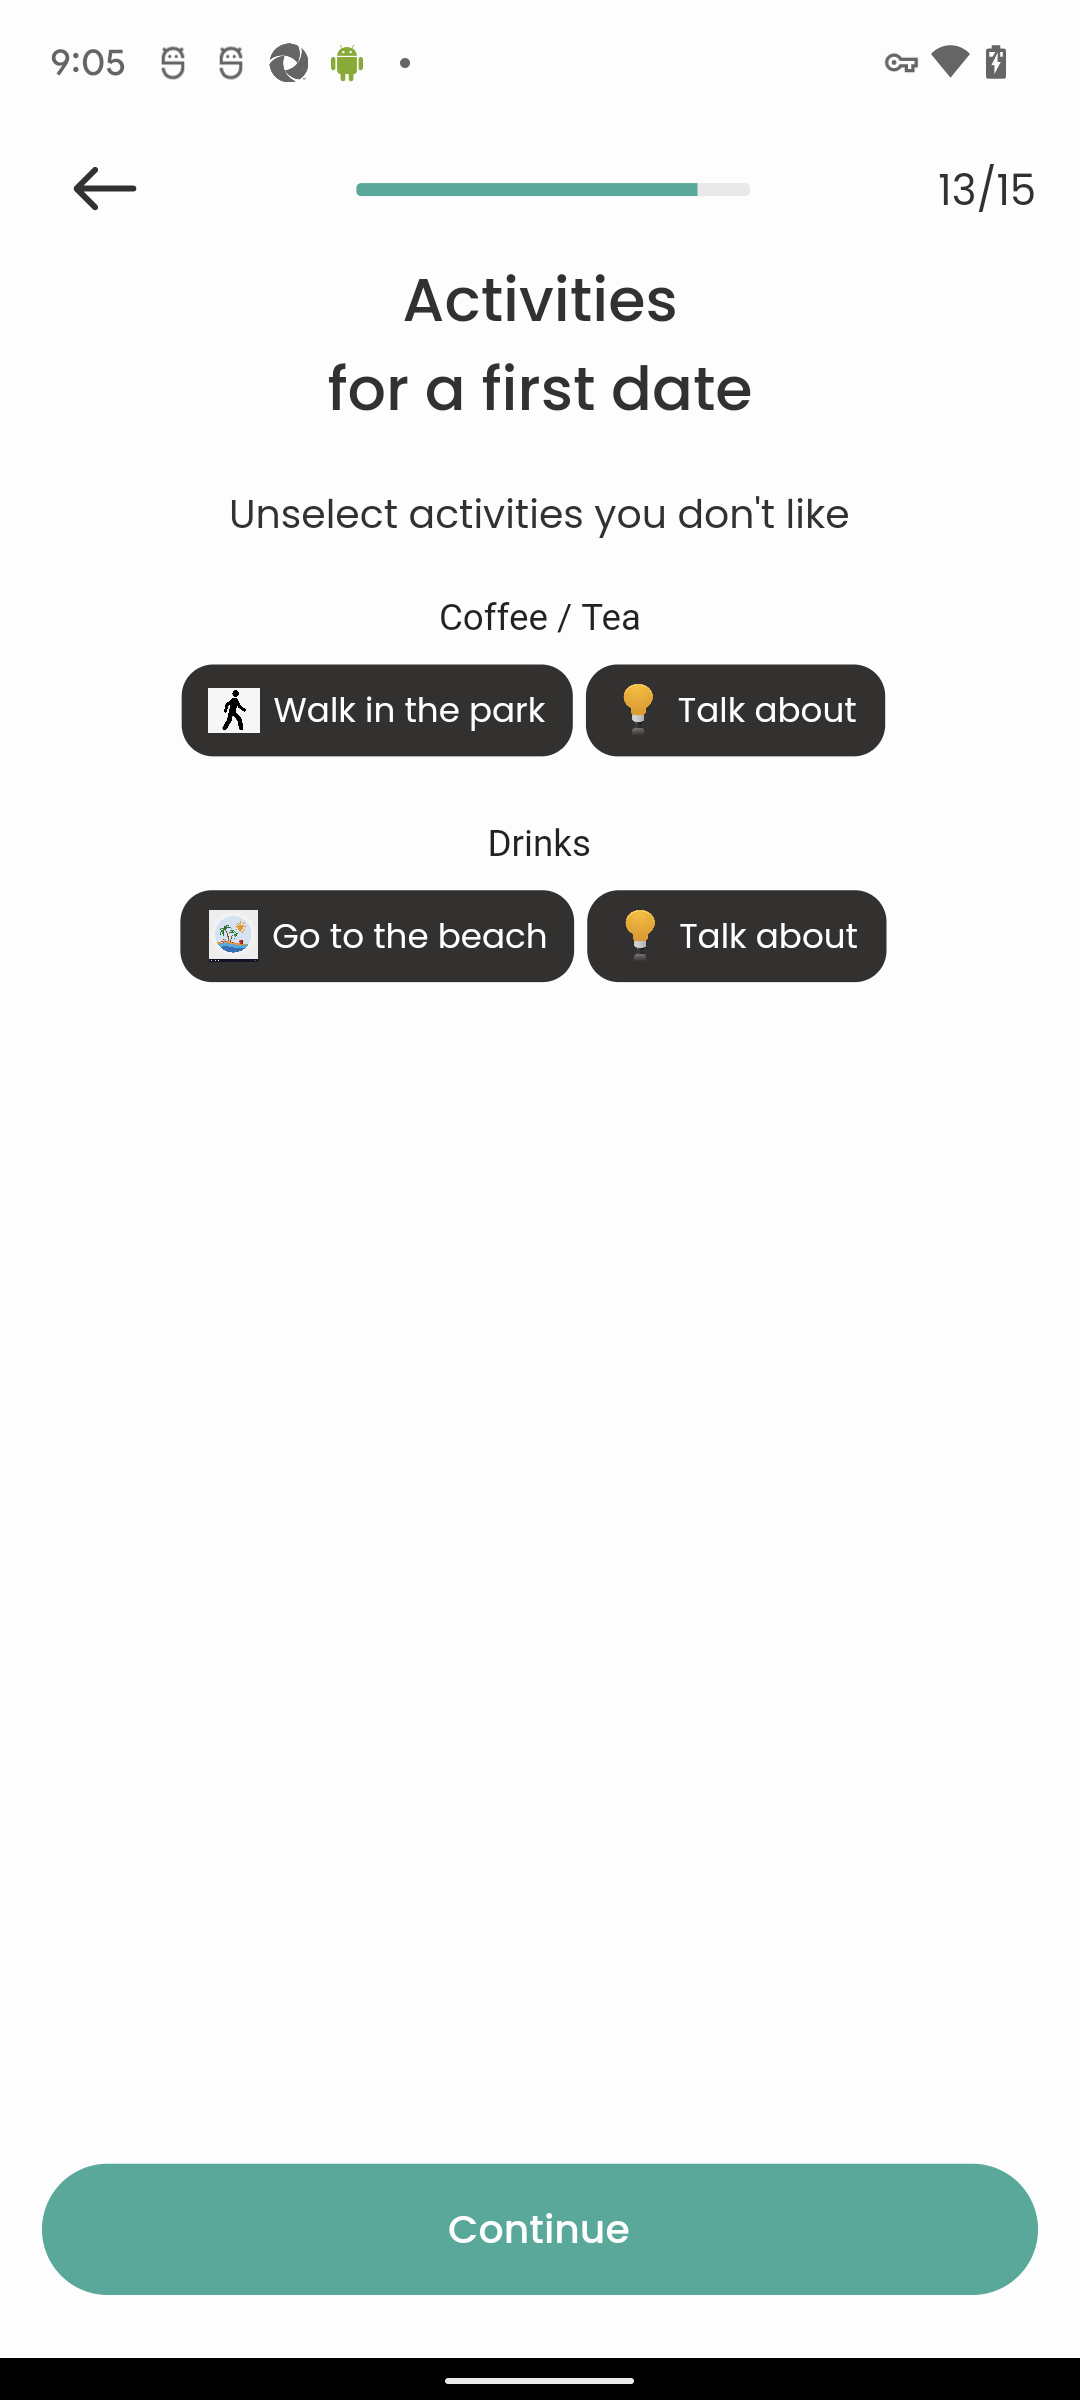 9:05
13/15
Activities
for a first date
Unselect activities you don't like
Coffee / Tea
Walk in the park
Talk about
Drinks
Go to the beach
Talk about
Continue